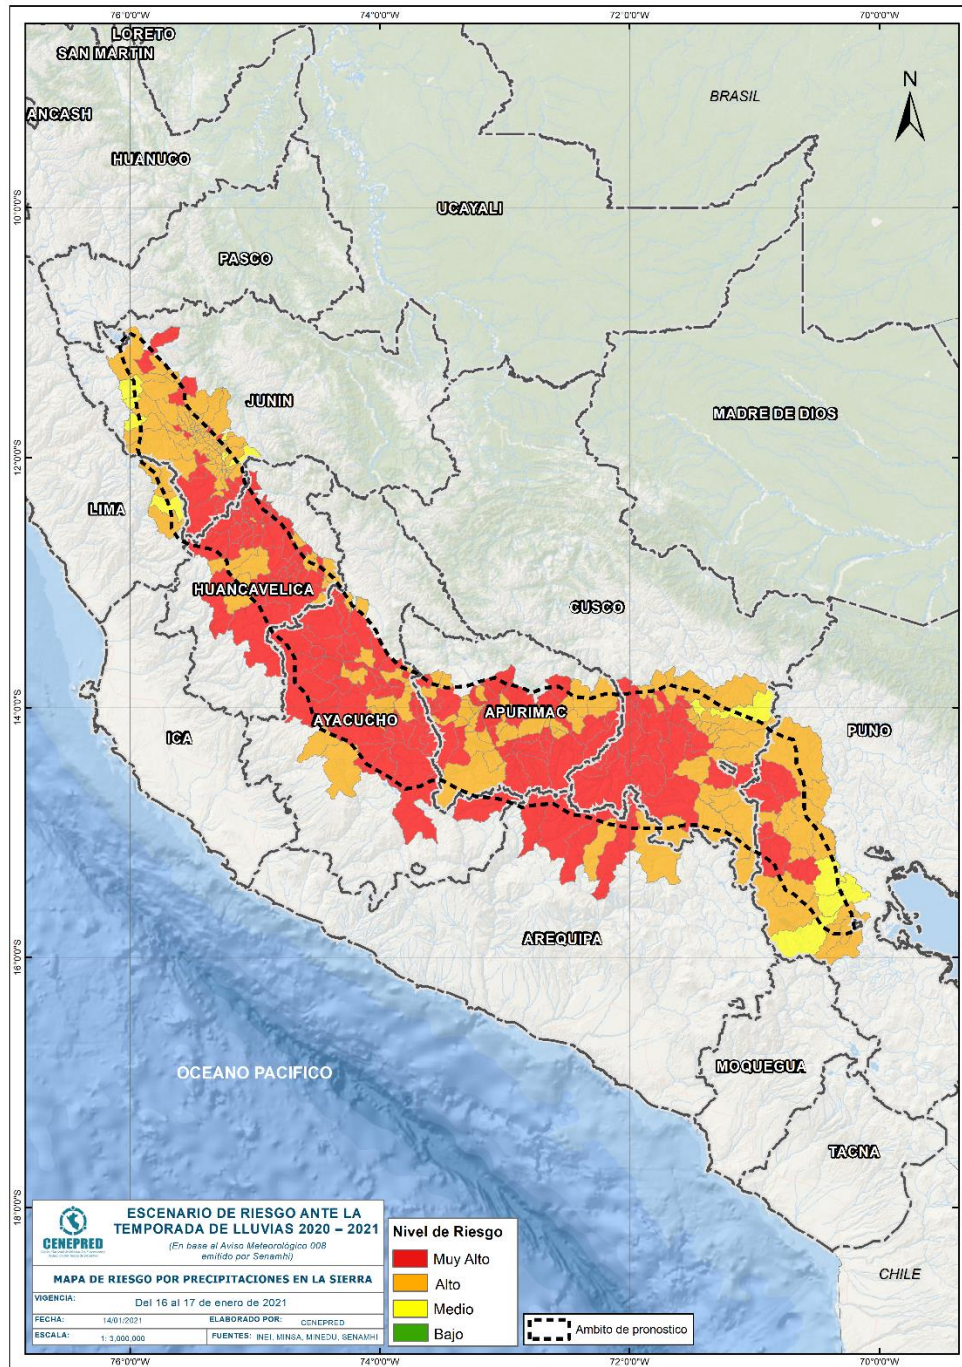 76°0'0"S
74°0'0"O
72°0'0"O
70°0'0"O
LORETO
SAN MARTIN
ANCASH
HUANUCO
BRASIL
N
10°0'0"S
UCAYALI
PASCO
JUNIN
MADRE DE DIOS
12°0'0"S
LIMA
HUANCAVELICA
CUSCO
14°0'0"S
AYACUCHO
APURIMAC
ICA
PUNO
AREQUIPA
16°0'0"S
MOQUEGUA
OCEANO PACIFICO
TACNA
18°0'0"S
CHILE
CENEPRED
ESCENARIO DE RIESGO ANTE LA
TEMPORADA DE LLUVIAS 2020 – 2021
(En base al Aviso Meteorológico 008
emitido por Senamhi)
MAPA DE RIESGO POR PRECIPITACIONES EN LA SIERRA
VIGENCIA: Del 16 al 17 de enero de 2021
FECHA: 14/01/2021 ELABORADO POR: CENEPRED
ESCALA: 1: 3,000,000 FUENTES: INEI, MINSA, MINEDU, SENAMHI
Nivel de Riesgo
Muy Alto
Alto
Medio
Bajo
Ambito de pronostico
76°0'0"O
74°0'0"O
72°0'0"O
70°0'0"O